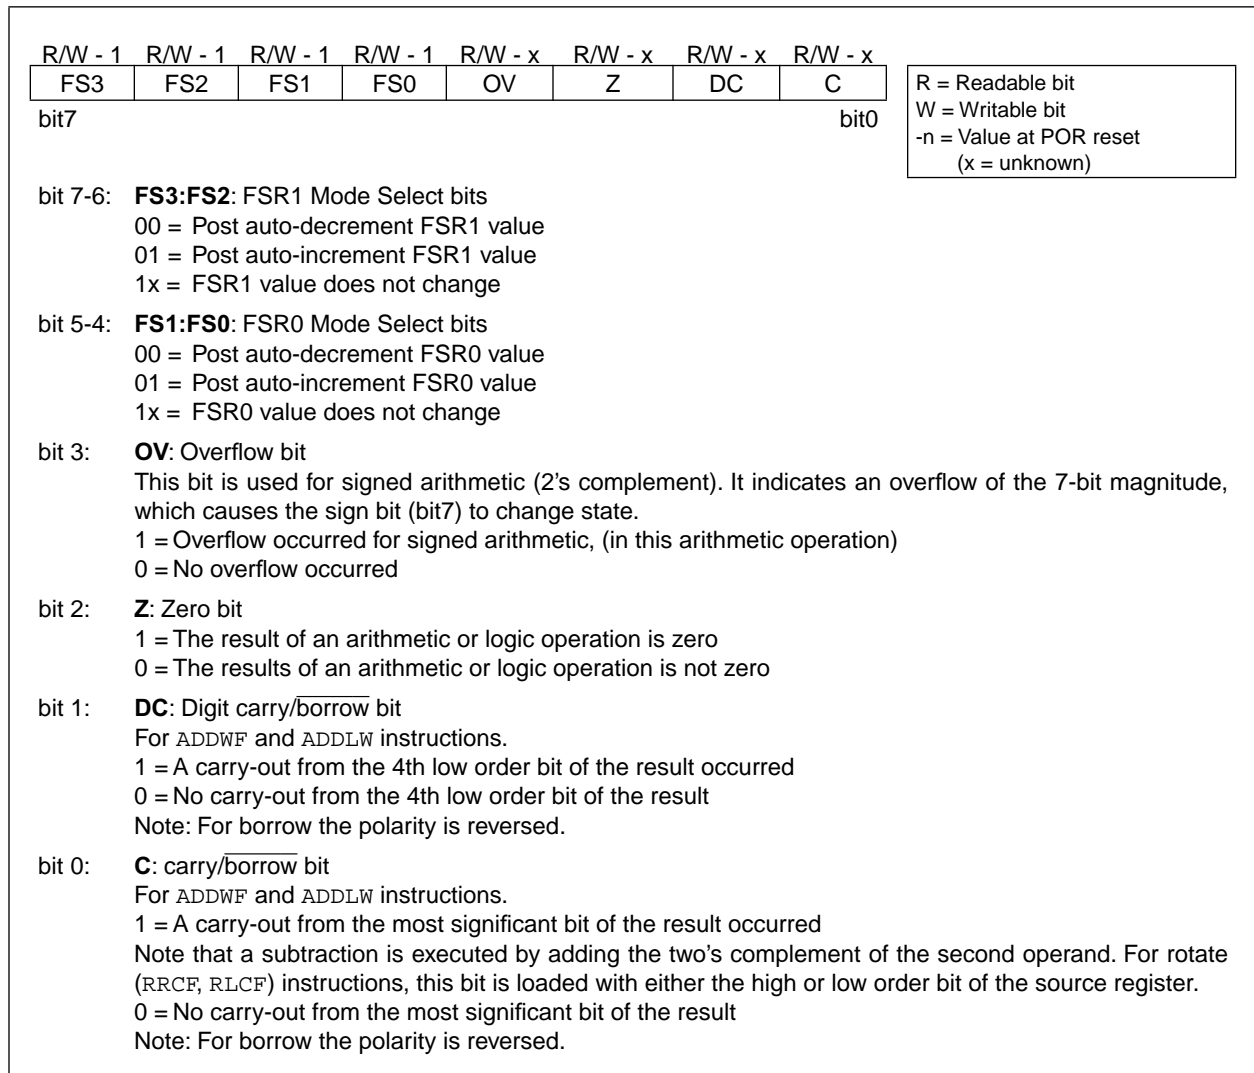 R/W - 1 R/W - 1 R/W - 1 R/W - 1 R/W - x R/W - x R/W - x R/W - x
FS3 FS2 FS1 FS0 OV Z DC C
bit7 bit0
R = Readable bit
W = Writable bit
-n = Value at POR reset
(x = unknown)
bit 7-6: FS3:FS2: FSR1 Mode Select bits
00 = Post auto-decrement FSR1 value
01 = Post auto-increment FSR1 value
1x = FSR1 value does not change
bit 5-4: FS1:FS0: FSR0 Mode Select bits
00 = Post auto-decrement FSR0 value
01 = Post auto-increment FSR0 value
1x = FSR0 value does not change
bit 3: OV: Overflow bit
This bit is used for signed arithmetic (2's complement). It indicates an overflow of the 7-bit magnitude,
which causes the sign bit (bit7) to change state.
1 = Overflow occurred for signed arithmetic, (in this arithmetic operation)
0 = No overflow occurred
bit 2: Z: Zero bit
1 = The result of an arithmetic or logic operation is zero
0 = The results of an arithmetic or logic operation is not zero
bit 1: DC: Digit carry/borrow bit
For ADDWF and ADDLW instructions.
1 = A carry-out from the 4th low order bit of the result occurred
0 = No carry-out from the 4th low order bit of the result
Note: For borrow the polarity is reversed.
bit 0: C: carry/borrow bit
For ADDWF and ADDLW instructions.
1 = A carry-out from the most significant bit of the result occurred
Note that a subtraction is executed by adding the two's complement of the second operand. For rotate
(RRCF, RLCF) instructions, this bit is loaded with either the high or low order bit of the source register.
0 = No carry-out from the most significant bit of the result
Note: For borrow the polarity is reversed.